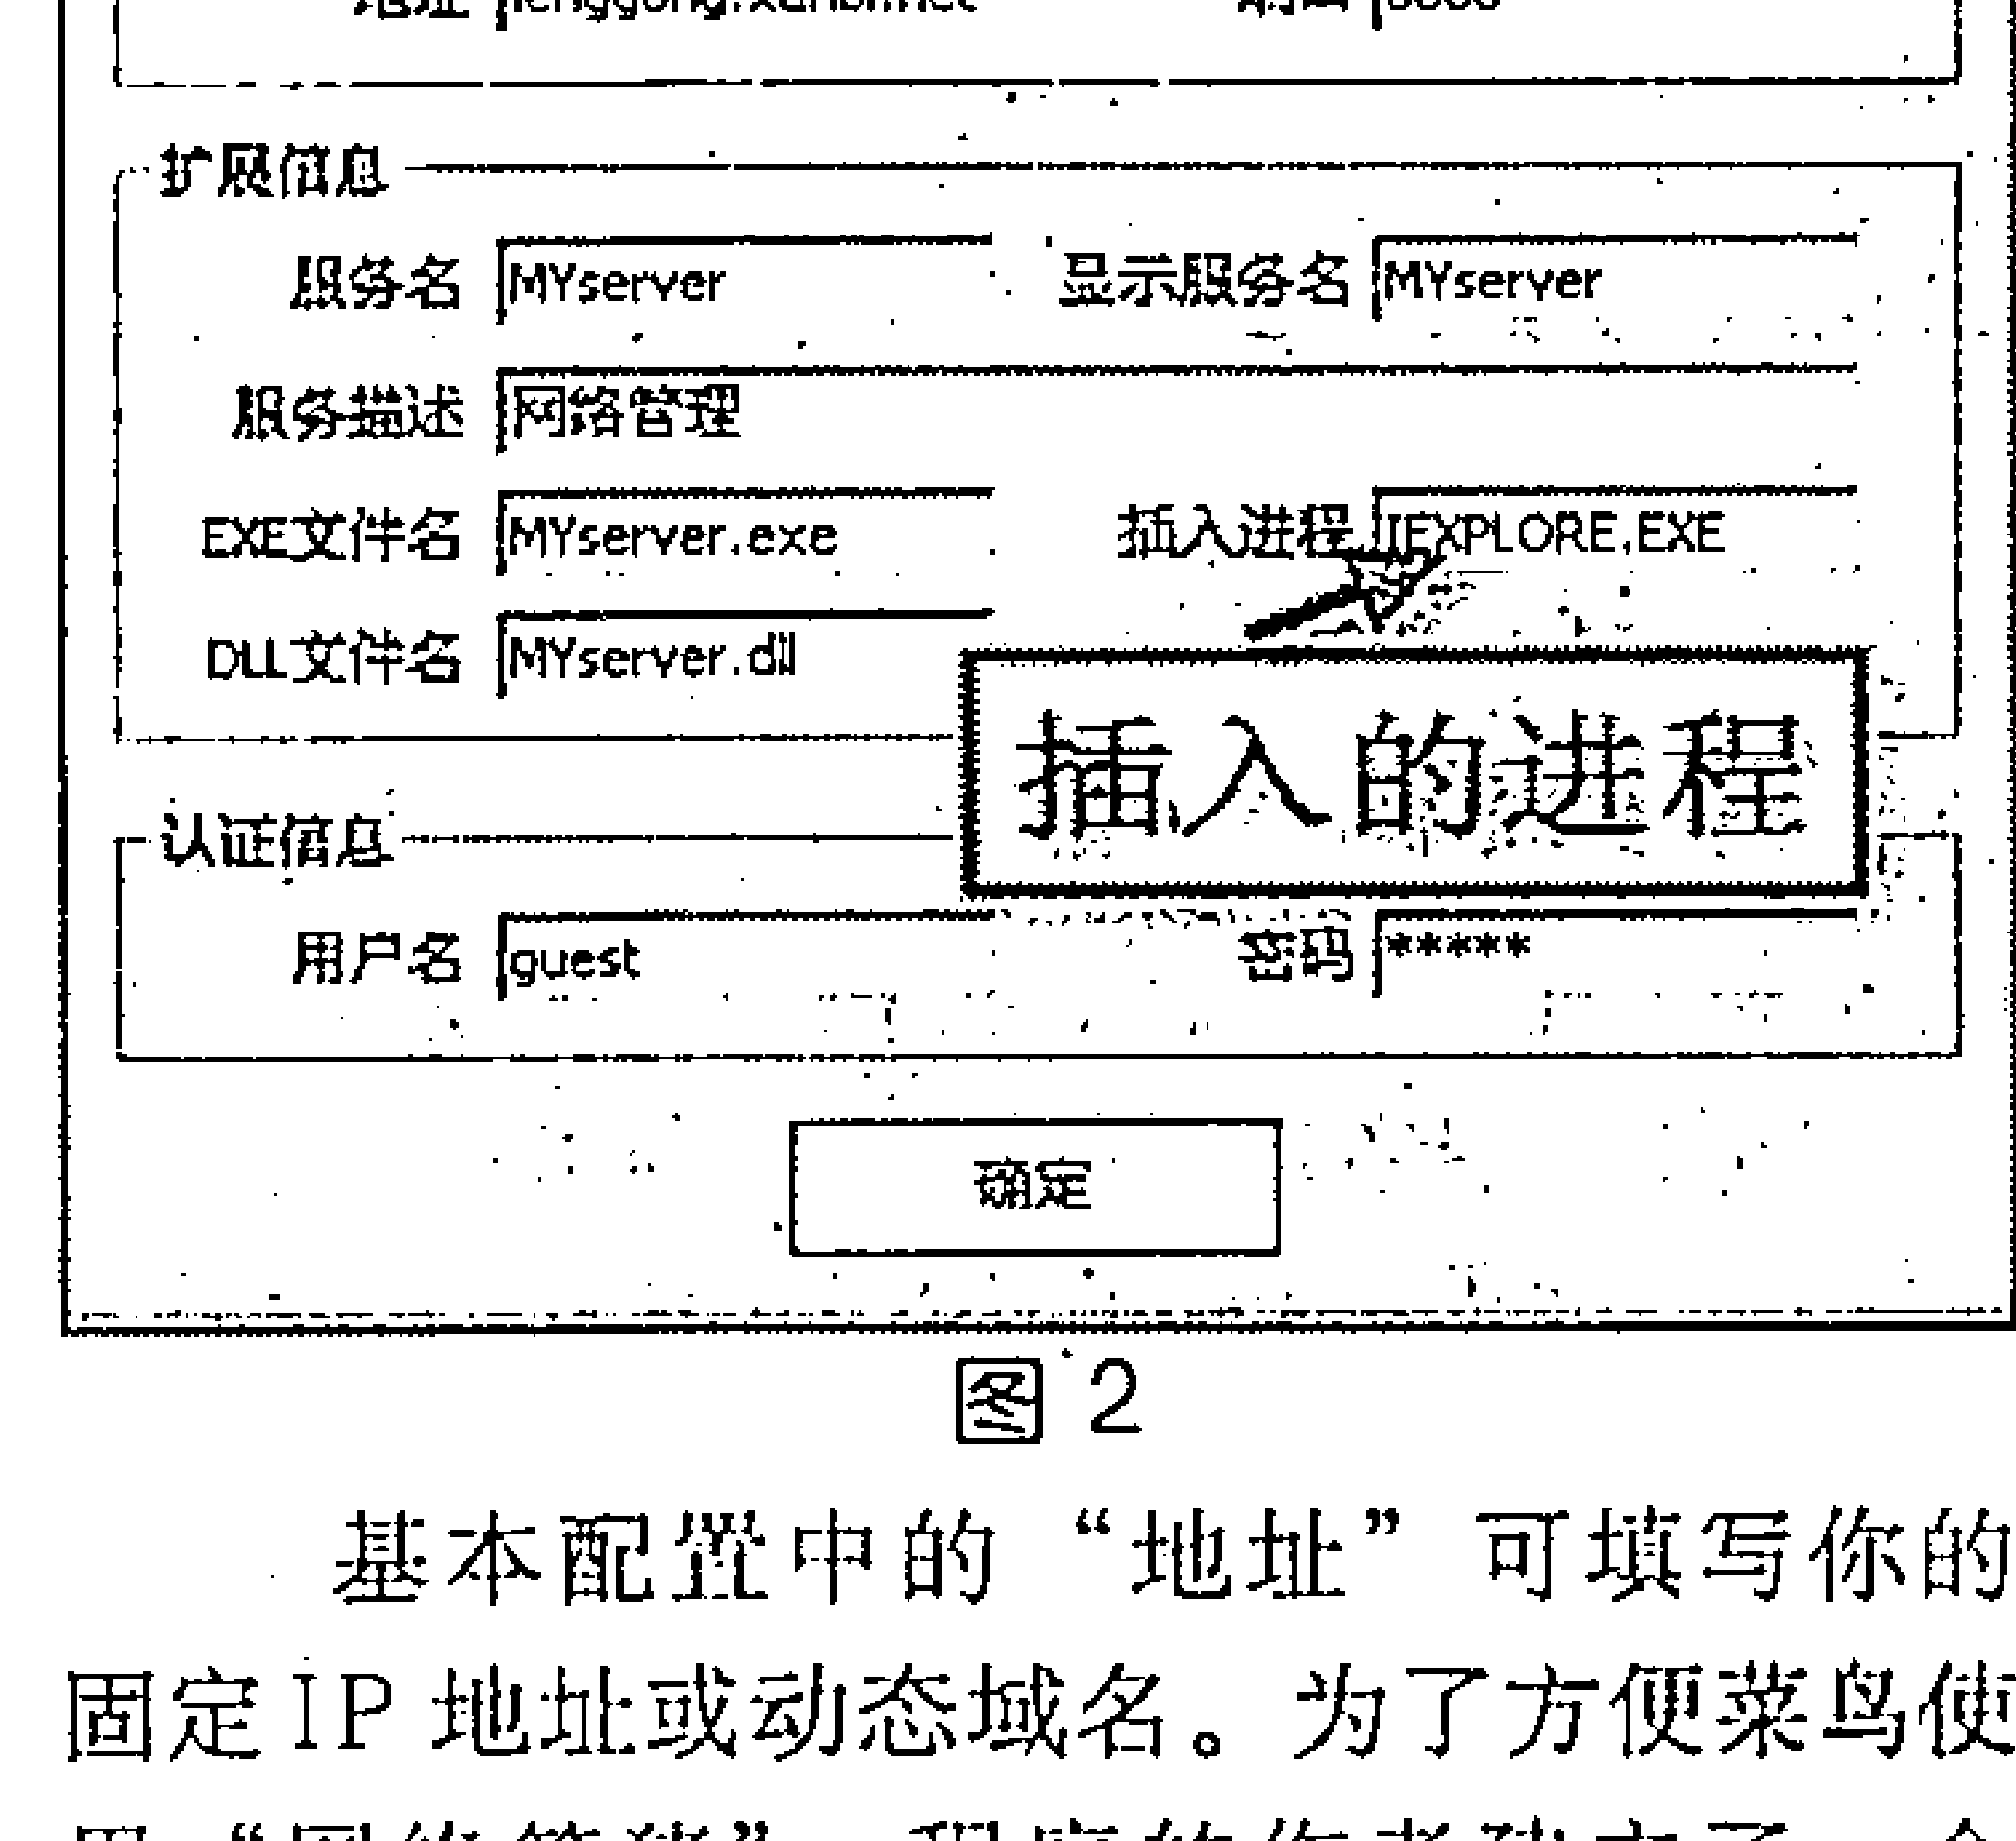 地址
扩展信息
服务名 MYserver 显示服务名 MYserver
服务描述 网络管理
EXE文件名 MYserver.exe 插入进程 IEXPLORE.EXE
DLL文件名 MYserver.dll
插入的进程
认证信息
用户名 guest 密码 *****
确定
图 2
基本配置中的“地址”可填写你的
固定IP 地址或动态域名。为了方便菜鸟使